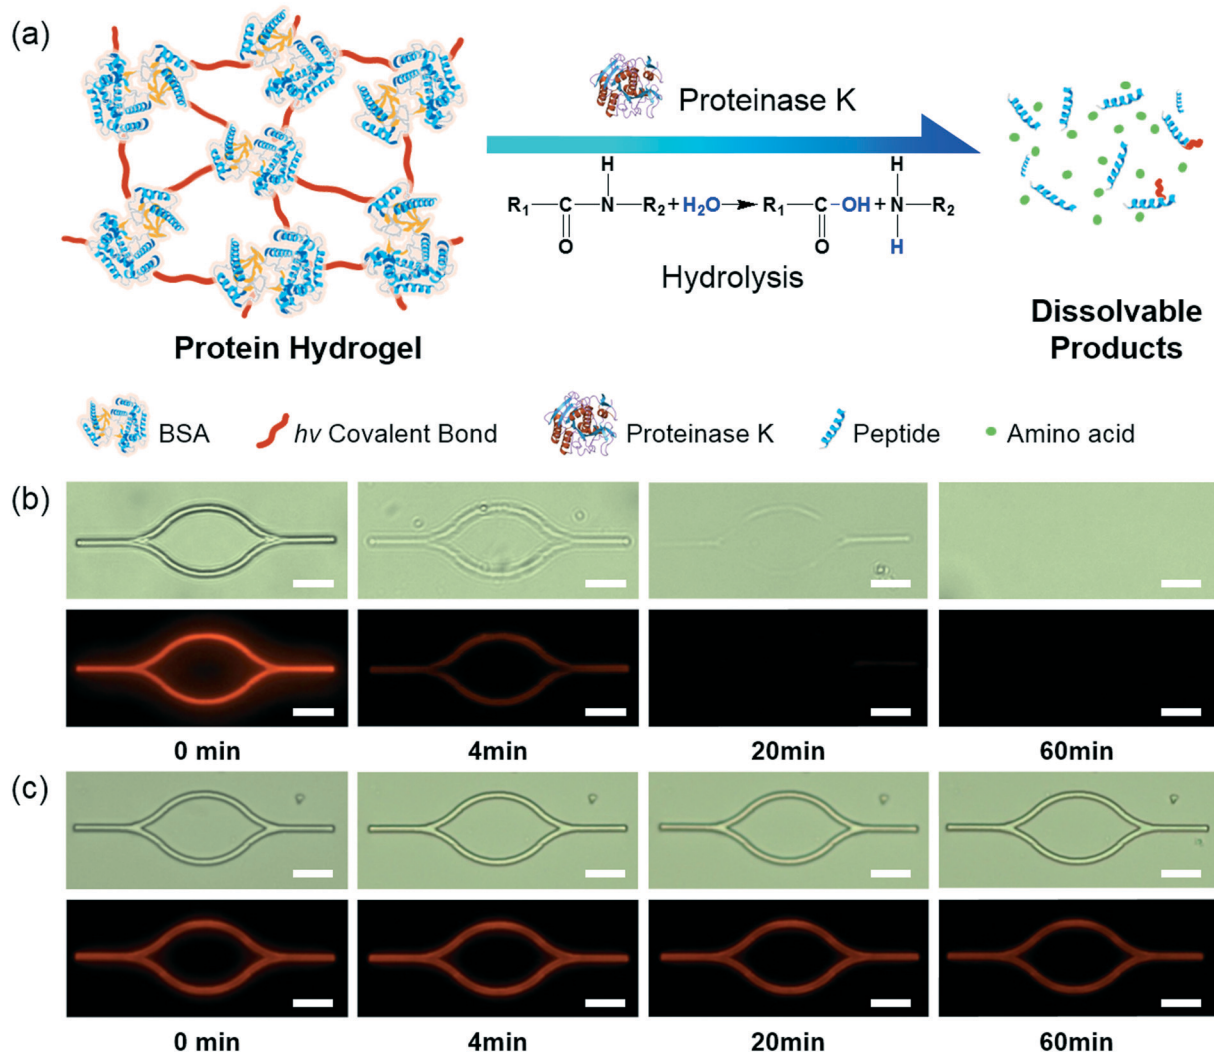 (a)
Proteinase K
H
H
R₁
C
N
R₂
+
H₂O
R₁
C
OH
+
N
R₂
O
O
H
Hydrolysis
Protein Hydrogel
Dissolvable
Products
BSA
hv Covalent Bond
Proteinase K
Peptide
Amino acid
(b)
0 min
4min
20min
60min
(c)
0 min
4min
20min
60min